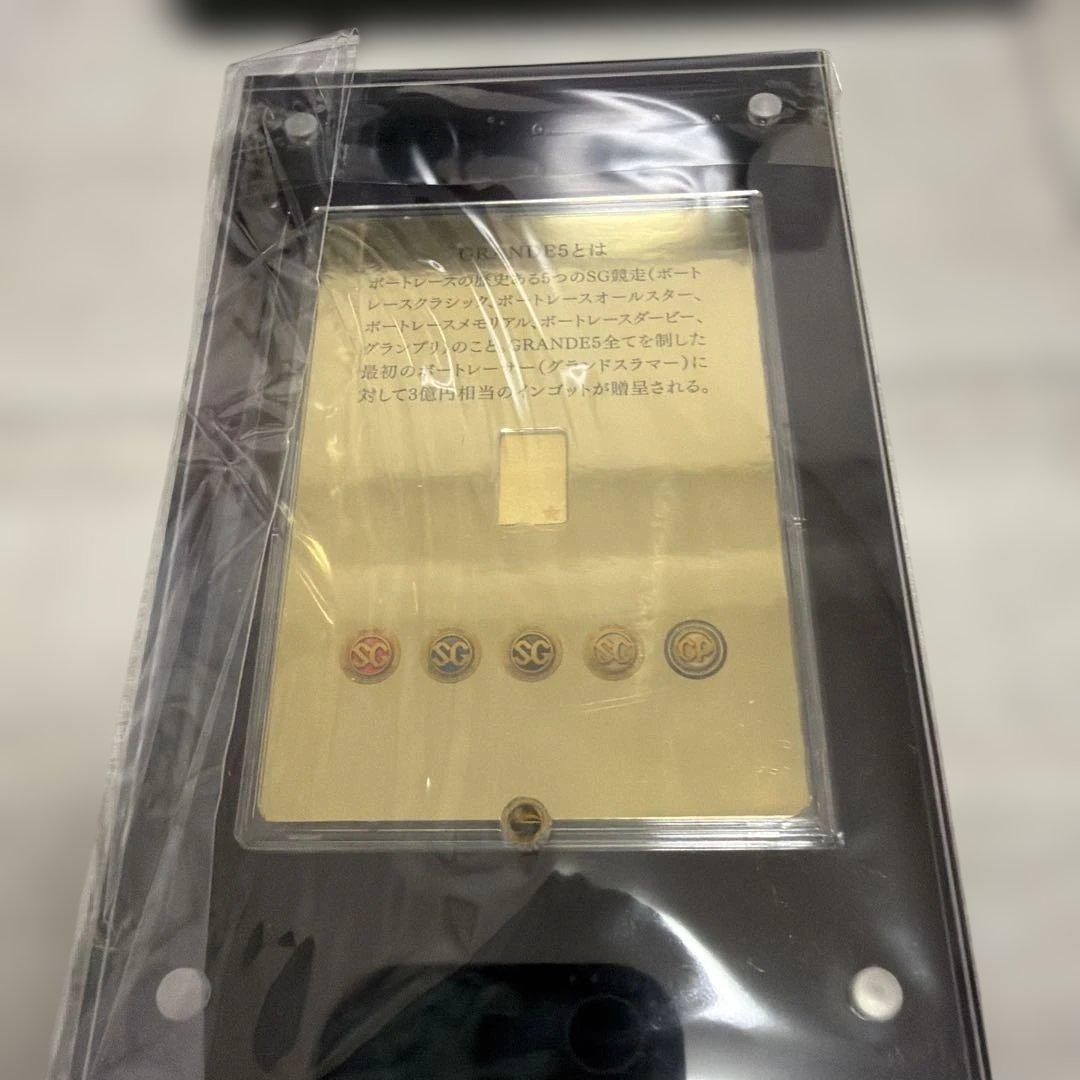 GRANDE5とは
ボートレースの歴史ある5つのSG競走(ボート
レースクラシック、ボートレースオールスター、
ボートレースメモリアル、ボートレースダービー、
グランプリ)のこと。GRANDE5全てを制した
最初のボートレーサー(グランドスラマー)に
対して3億円相当のインゴットが贈呈される。
SG SG SG SG GP